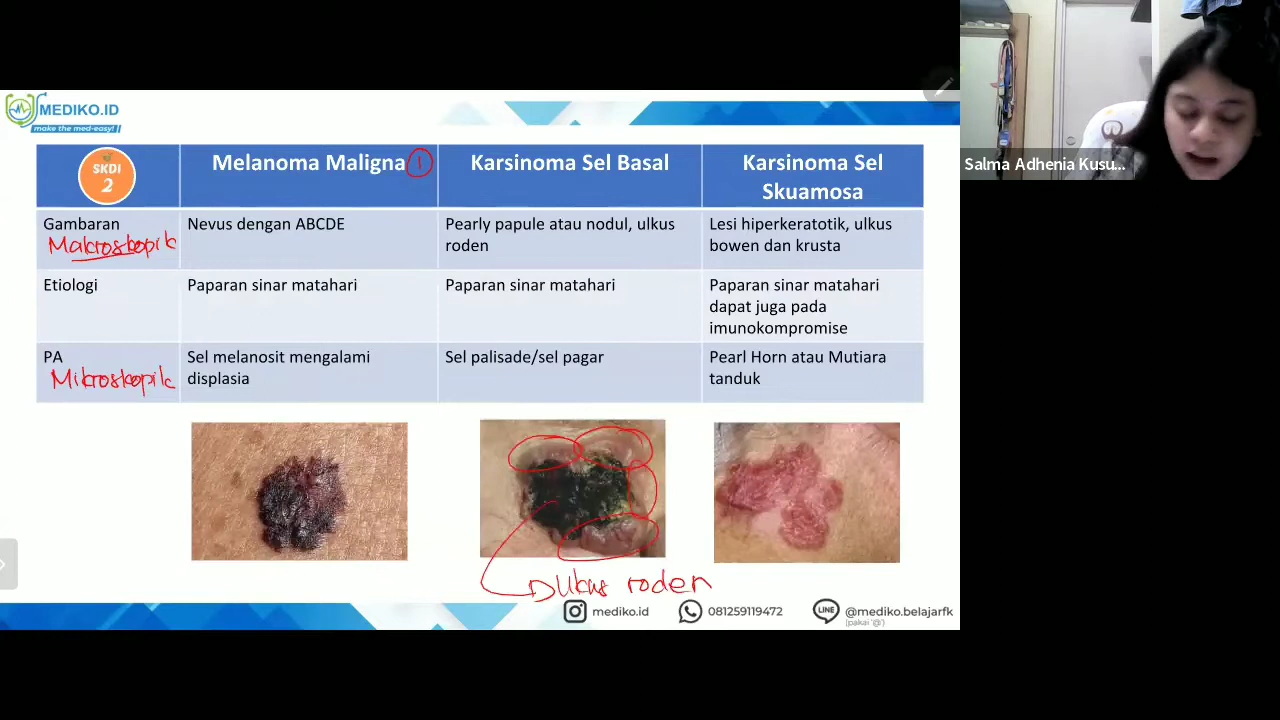 MEDIKO.ID
make the med-easy!
SKDI
2
Melanoma Maligna 1
Karsinoma Sel Basal
Karsinoma Sel
Skuamosa
Gambaran
Makroskopik
Nevus dengan ABCDE
Pearly papule atau nodul, ulkus
roden
Lesi hiperkeratotik, ulkus
bowen dan krusta
Etiologi
Paparan sinar matahari
Paparan sinar matahari
Paparan sinar matahari
dapat juga pada
imunokompromise
PA
Mikroskopik
Sel melanosit mengalami
displasia
Sel palisade/sel pagar
Pearl Horn atau Mutiara
tanduk
Ulkus roden
mediko.id
081259119472
LINE
@mediko.belajarfk
(pakai '@')
Salma Adhenia Kusu...